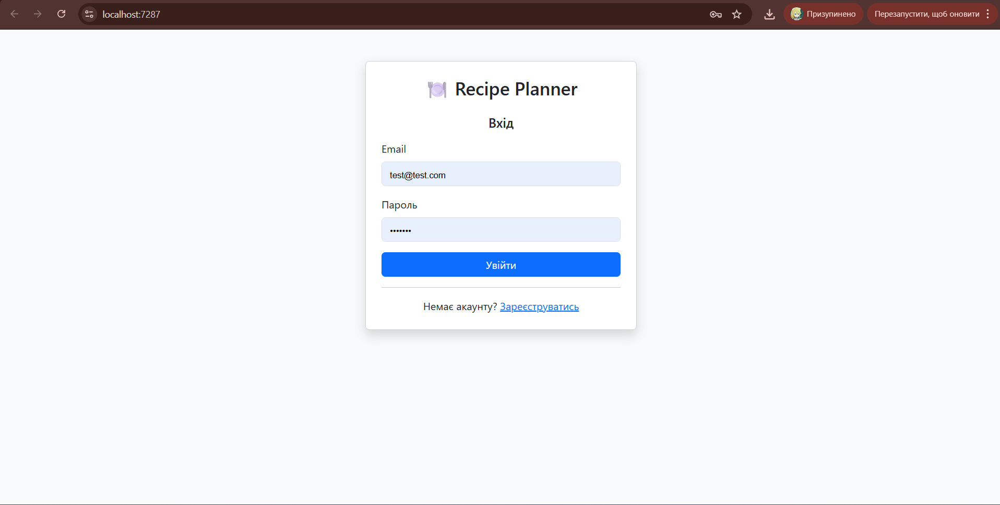 localhost:7287
Призупинено
Перезапустити, щоб оновити
Recipe Planner
Вхід
Email
test@test.com
Пароль
•••••••
Увійти
Немає акаунту? Зареєструватись